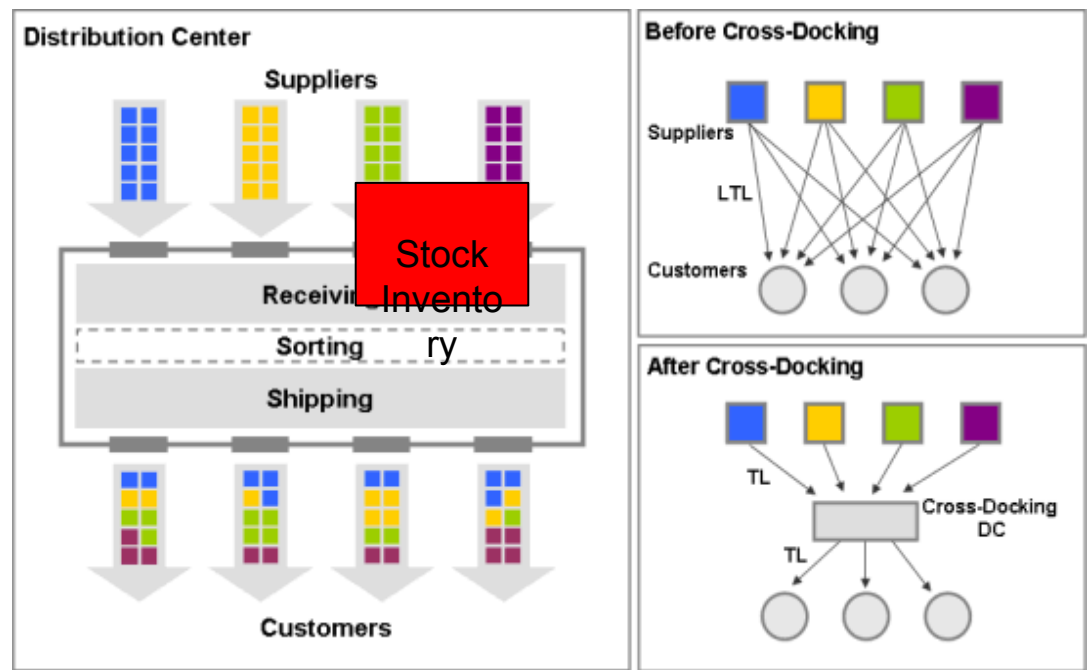 Distribution Center
Suppliers
Stock
Invento
ry
Receiving
Sorting
Shipping
Customers
Before Cross-Docking
Suppliers
LTL
Customers
After Cross-Docking
TL
Cross-Docking
DC
TL